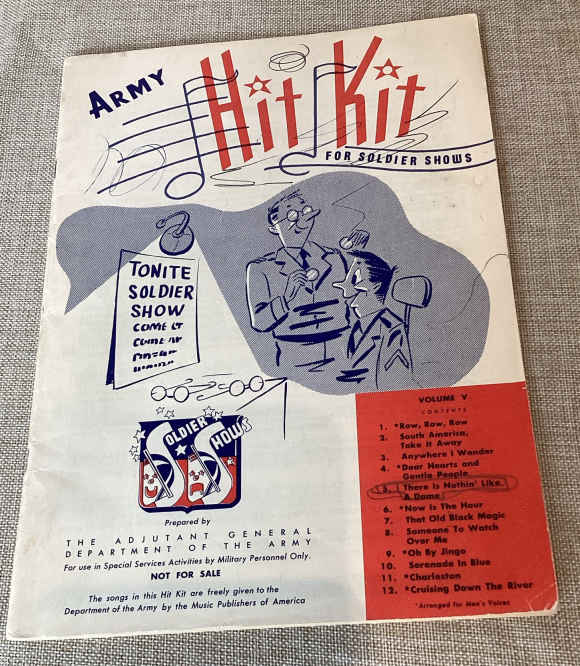 ARMY
Hit Kit
FOR SOLDIER SHOWS
TONITE
SOLDIER
SHOW
SOLDIER
SHOWS
Prepared by
THE ADJUTANT GENERAL
DEPARTMENT OF THE ARMY
For use in Special Services Activities by Military Personnel Only.
NOT FOR SALE
The songs in this Hit Kit are freely given to the
Department of the Army by the Music Publishers of America
VOLUME V
CONTENTS
1. *Row, Row, Row
2. South America,
Take It Away
3. Anywhere I Wander
4. *Dear Hearts and
Gentle People
5. There Is Nothin' Like
A Dame
6. *Now Is The Hour
7. That Old Black Magic
8. Someone To Watch
Over Me
9. *Oh By Jingo
10. Serenade In Blue
11. *Charleston
12. *Cruising Down The River
*Arranged for Men's Voices